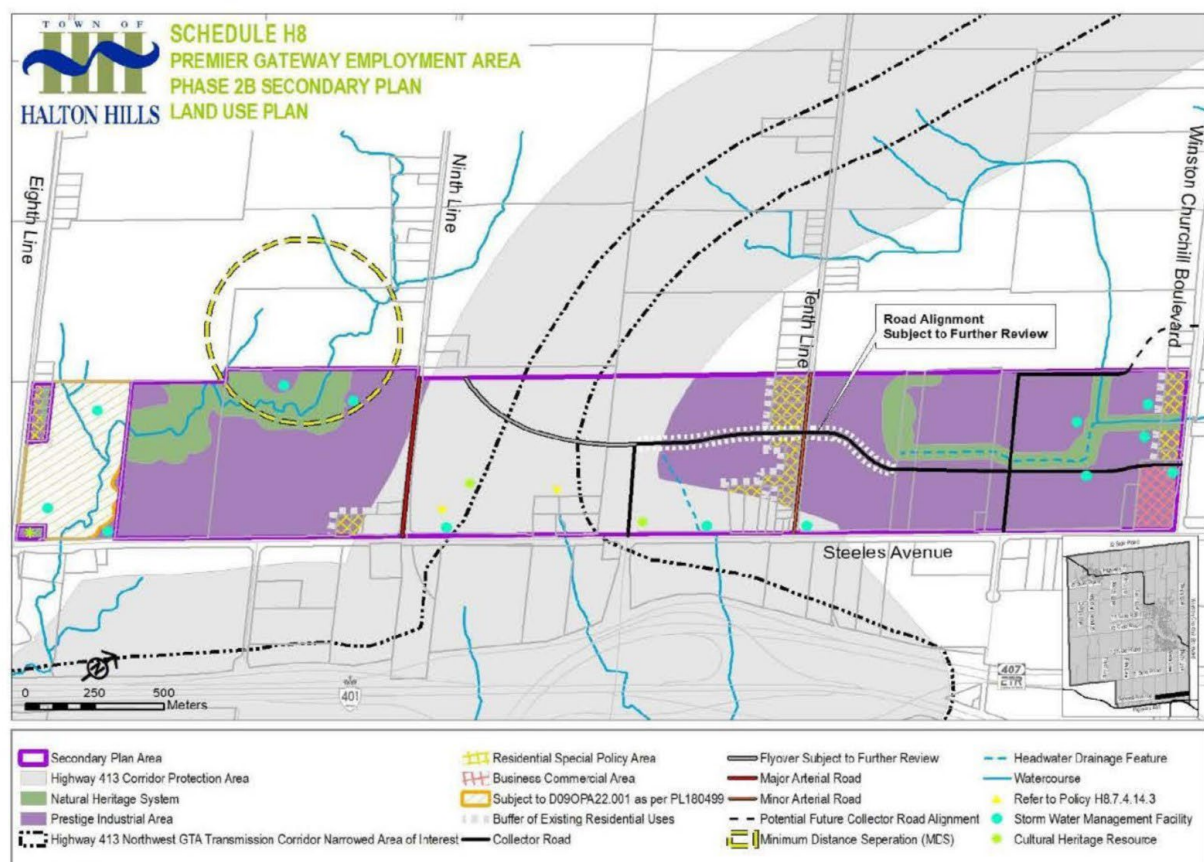 TOWN OF
HALTON HILLS
SCHEDULE H8
PREMIER GATEWAY EMPLOYMENT AREA
PHASE 2B SECONDARY PLAN
LAND USE PLAN
Eighth Line
Ninth Line
Tenth Line
Winston Churchill Boulevard
Road Alignment
Subject to Further Review
Steeles Avenue
401
407
ETR
0 250 500
Meters
Secondary Plan Area
Highway 413 Corridor Protection Area
Natural Heritage System
Prestige Industrial Area
Highway 413 Northwest GTA Transmission Corridor Narrowed Area of Interest
Residential Special Policy Area
Business Commercial Area
Subject to D09OPA22.001 as per PL180499
Buffer of Existing Residential Uses
Collector Road
Flyover Subject to Further Review
Major Arterial Road
Minor Arterial Road
Potential Future Collector Road Alignment
Minimum Distance Seperation (MDS)
Headwater Drainage Feature
Watercourse
Refer to Policy H8.7.4.14.3
Storm Water Management Facility
Cultural Heritage Resource